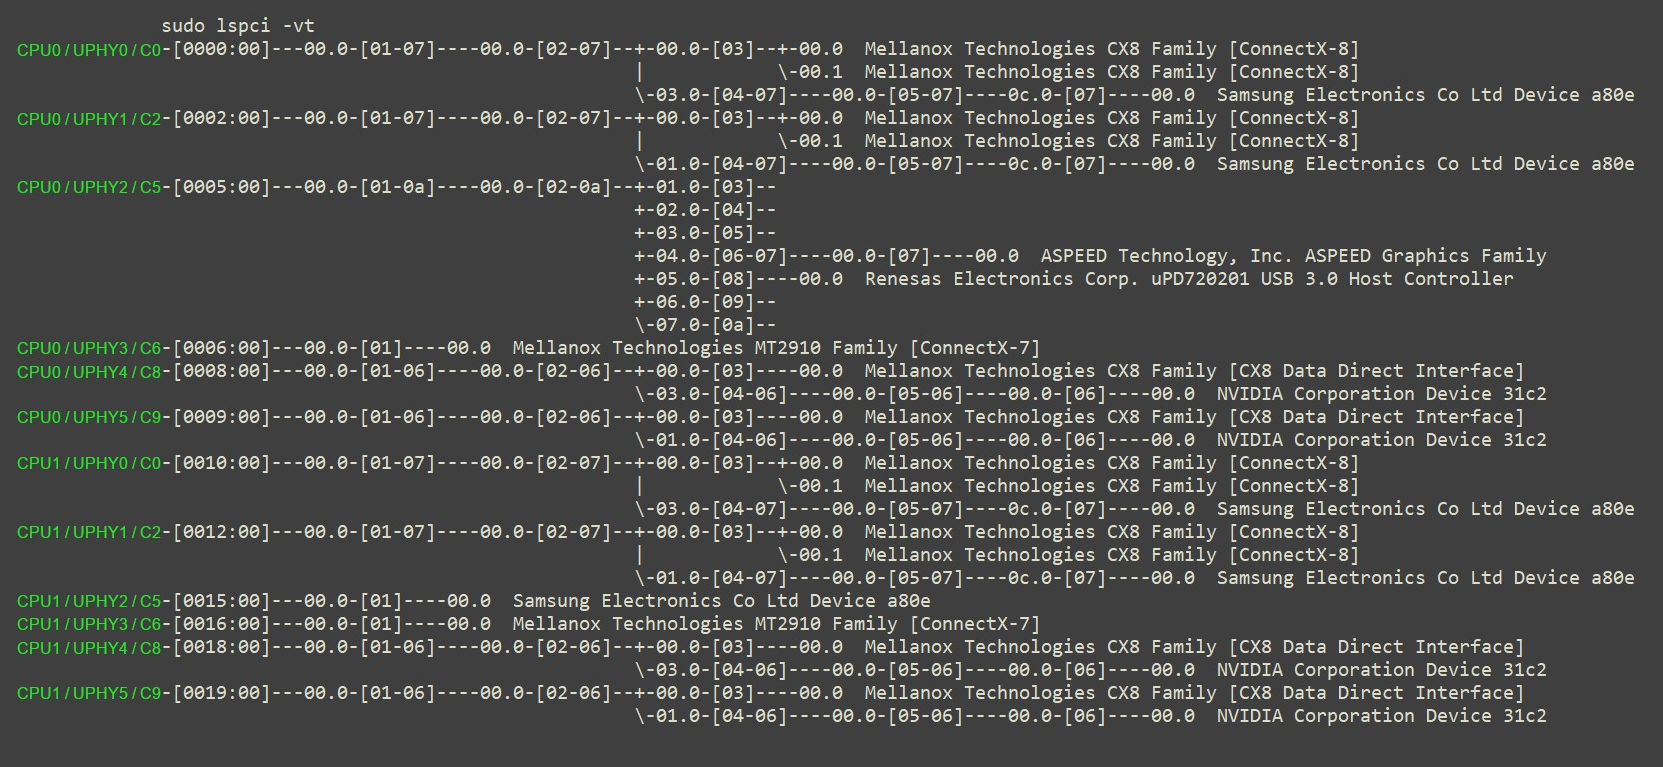 sudo lspci -vt
CPU0 / UPHY0 / C0-[0000:00]---00.0-[01-07]----00.0-[02-07]--+-00.0-[03]--+-00.0  Mellanox Technologies CX8 Family [ConnectX-8]
|            \-00.1  Mellanox Technologies CX8 Family [ConnectX-8]
\-03.0-[04-07]----00.0-[05-07]----0c.0-[07]----00.0  Samsung Electronics Co Ltd Device a80e
CPU0 / UPHY1 / C2-[0002:00]---00.0-[01-07]----00.0-[02-07]--+-00.0-[03]--+-00.0  Mellanox Technologies CX8 Family [ConnectX-8]
|            \-00.1  Mellanox Technologies CX8 Family [ConnectX-8]
\-01.0-[04-07]----00.0-[05-07]----0c.0-[07]----00.0  Samsung Electronics Co Ltd Device a80e
CPU0 / UPHY2 / C5-[0005:00]---00.0-[01-0a]----00.0-[02-0a]--+-01.0-[03]--
+-02.0-[04]--
+-03.0-[05]--
+-04.0-[06-07]----00.0-[07]----00.0  ASPEED Technology, Inc. ASPEED Graphics Family
+-05.0-[08]----00.0  Renesas Electronics Corp. uPD720201 USB 3.0 Host Controller
+-06.0-[09]--
\-07.0-[0a]--
CPU0 / UPHY3 / C6-[0006:00]---00.0-[01]----00.0  Mellanox Technologies MT2910 Family [ConnectX-7]
CPU0 / UPHY4 / C8-[0008:00]---00.0-[01-06]----00.0-[02-06]--+-00.0-[03]----00.0  Mellanox Technologies CX8 Family [CX8 Data Direct Interface]
\-03.0-[04-06]----00.0-[05-06]----00.0-[06]----00.0  NVIDIA Corporation Device 31c2
CPU0 / UPHY5 / C9-[0009:00]---00.0-[01-06]----00.0-[02-06]--+-00.0-[03]----00.0  Mellanox Technologies CX8 Family [CX8 Data Direct Interface]
\-01.0-[04-06]----00.0-[05-06]----00.0-[06]----00.0  NVIDIA Corporation Device 31c2
CPU1 / UPHY0 / C0-[0010:00]---00.0-[01-07]----00.0-[02-07]--+-00.0-[03]--+-00.0  Mellanox Technologies CX8 Family [ConnectX-8]
|            \-00.1  Mellanox Technologies CX8 Family [ConnectX-8]
\-03.0-[04-07]----00.0-[05-07]----0c.0-[07]----00.0  Samsung Electronics Co Ltd Device a80e
CPU1 / UPHY1 / C2-[0012:00]---00.0-[01-07]----00.0-[02-07]--+-00.0-[03]--+-00.0  Mellanox Technologies CX8 Family [ConnectX-8]
|            \-00.1  Mellanox Technologies CX8 Family [ConnectX-8]
\-01.0-[04-07]----00.0-[05-07]----0c.0-[07]----00.0  Samsung Electronics Co Ltd Device a80e
CPU1 / UPHY2 / C5-[0015:00]---00.0-[01]----00.0  Samsung Electronics Co Ltd Device a80e
CPU1 / UPHY3 / C6-[0016:00]---00.0-[01]----00.0  Mellanox Technologies MT2910 Family [ConnectX-7]
CPU1 / UPHY4 / C8-[0018:00]---00.0-[01-06]----00.0-[02-06]--+-00.0-[03]----00.0  Mellanox Technologies CX8 Family [CX8 Data Direct Interface]
\-03.0-[04-06]----00.0-[05-06]----00.0-[06]----00.0  NVIDIA Corporation Device 31c2
CPU1 / UPHY5 / C9-[0019:00]---00.0-[01-06]----00.0-[02-06]--+-00.0-[03]----00.0  Mellanox Technologies CX8 Family [CX8 Data Direct Interface]
\-01.0-[04-06]----00.0-[05-06]----00.0-[06]----00.0  NVIDIA Corporation Device 31c2